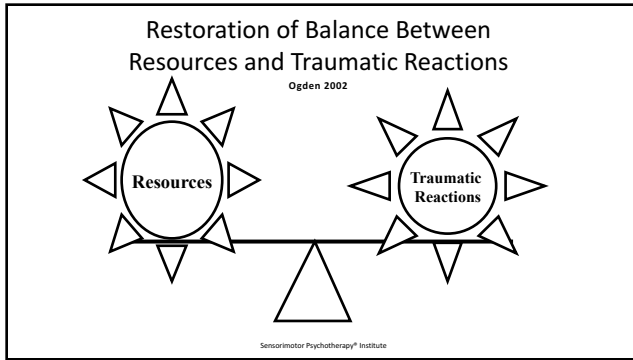 Restoration of Balance Between
Resources and Traumatic Reactions
Ogden 2002
Resources
Traumatic
Reactions
Sensorimotor Psychotherapy® Institute